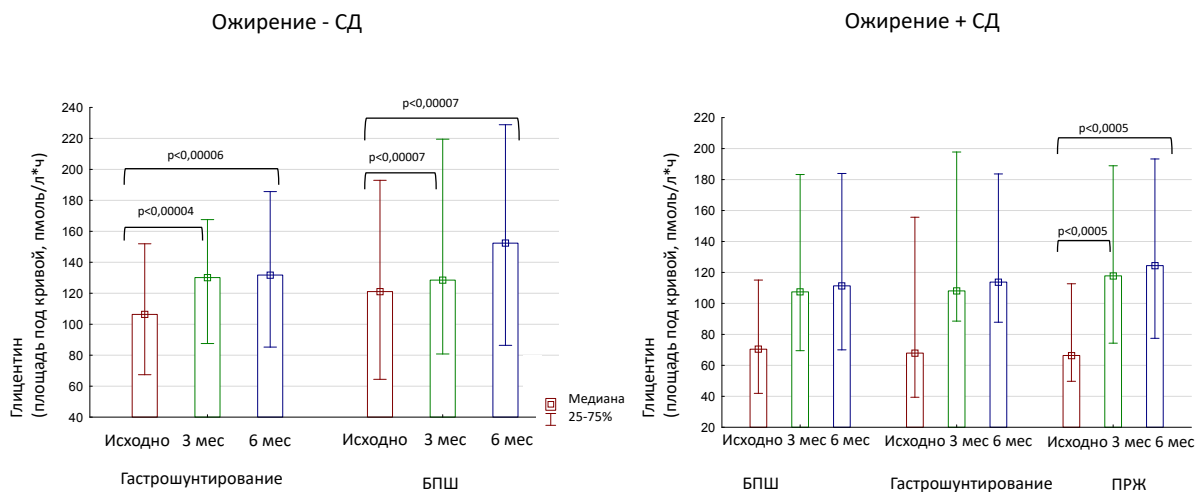 Ожирение - СД
Глицентин
(площадь под кривой, пмоль/л*ч)
240
220
200
180
160
140
120
100
80
60
40
p<0,00004
p<0,00006
p<0,00007
p<0,00007
Исходно 3 мес 6 мес
Гастрошунтирование
Исходно 3 мес 6 мес
БПШ
Медиана
25-75%
Ожирение + СД
Глицентин
(площадь под кривой, пмоль/л*ч)
220
200
180
160
140
120
100
80
60
40
20
p<0,0005
p<0,0005
Исходно 3 мес 6 мес
БПШ
Исходно 3 мес 6 мес
Гастрошунтирование
Исходно 3 мес 6 мес
ПРЖ